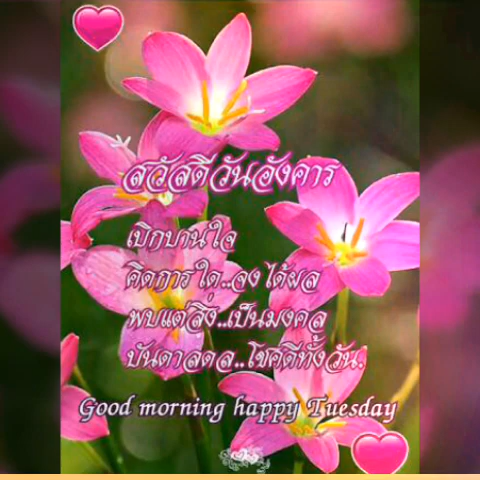 สวัสดีวันอังคาร
เบิกบานใจ
คิดการใด..จงได้ผล
พบแต่สิ่ง..เป็นมงคล
บันดาลดล..โชคดีทั้งวัน.
Good morning happy Tuesday